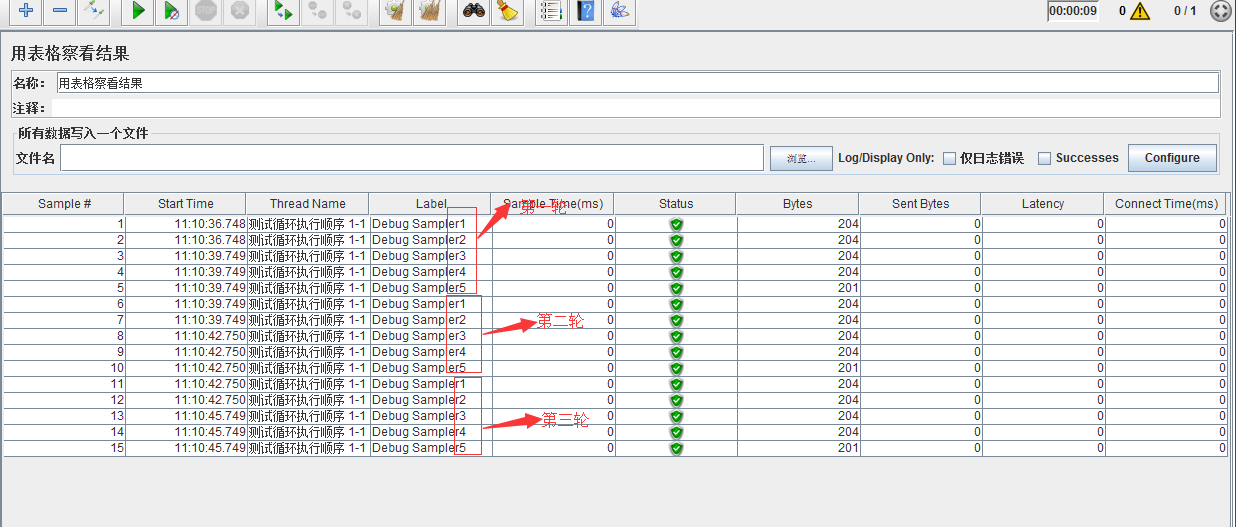 00:00:09 0 0 / 1
用表格察看结果
名称： 用表格察看结果
注释：
所有数据写入一个文件
文件名 浏览... Log/Display Only: 仅日志错误 Successes Configure
Sample # Start Time Thread Name Label Sample Time(ms) Status Bytes Sent Bytes Latency Connect Time(ms)
第一轮
1 11:10:36.748 测试循环执行顺序 1-1 Debug Sampler1 0 204 0 0 0
2 11:10:36.748 测试循环执行顺序 1-1 Debug Sampler2 0 204 0 0 0
3 11:10:39.749 测试循环执行顺序 1-1 Debug Sampler3 0 204 0 0 0
4 11:10:39.749 测试循环执行顺序 1-1 Debug Sampler4 0 204 0 0 0
5 11:10:39.749 测试循环执行顺序 1-1 Debug Sampler5 0 201 0 0 0
6 11:10:39.749 测试循环执行顺序 1-1 Debug Sampler1 0 204 0 0 0
7 11:10:39.749 测试循环执行顺序 1-1 Debug Sampler2 0 204 0 0 0
第二轮
8 11:10:42.750 测试循环执行顺序 1-1 Debug Sampler3 0 204 0 0 0
9 11:10:42.750 测试循环执行顺序 1-1 Debug Sampler4 0 204 0 0 0
10 11:10:42.750 测试循环执行顺序 1-1 Debug Sampler5 0 201 0 0 0
11 11:10:42.750 测试循环执行顺序 1-1 Debug Sampler1 0 204 0 0 0
12 11:10:42.750 测试循环执行顺序 1-1 Debug Sampler2 0 204 0 0 0
13 11:10:45.749 测试循环执行顺序 1-1 Debug Sampler3 0 204 0 0 0
第三轮
14 11:10:45.749 测试循环执行顺序 1-1 Debug Sampler4 0 204 0 0 0
15 11:10:45.749 测试循环执行顺序 1-1 Debug Sampler5 0 201 0 0 0